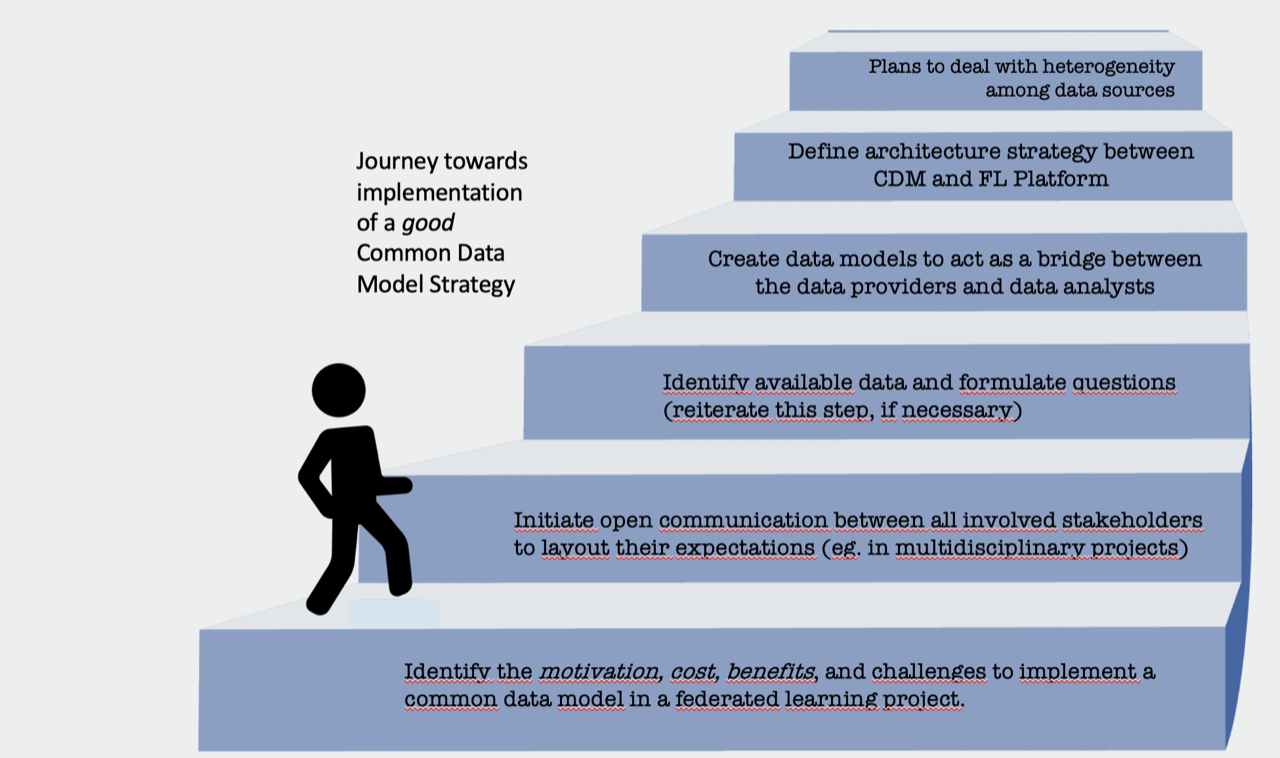 Plans to deal with heterogeneity
among data sources
Define architecture strategy between
CDM and FL Platform
Journey towards
implementation
of a good
Common Data
Model Strategy
Create data models to act as a bridge between
the data providers and data analysts
Identify available data and formulate questions
(reiterate this step, if necessary)
Initiate open communication between all involved stakeholders
to layout their expectations (eg. in multidisciplinary projects)
Identify the motivation, cost, benefits, and challenges to implement a
common data model in a federated learning project.